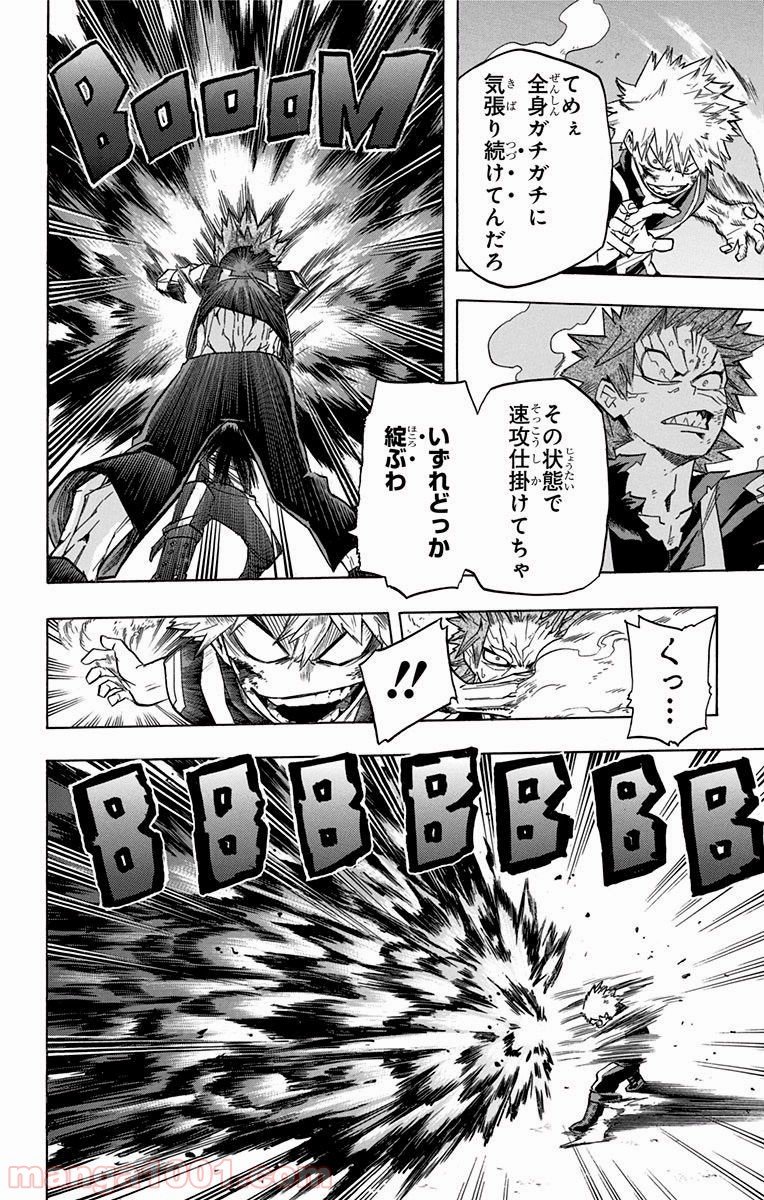 てめぇ
全身ガチガチに
気張り続けてんだろ
BOOOM
その状態で
速攻仕掛けてちゃ
いずれどっか
綻ぶわ
くっ…
!!
BBBBBBB
manga1001.com